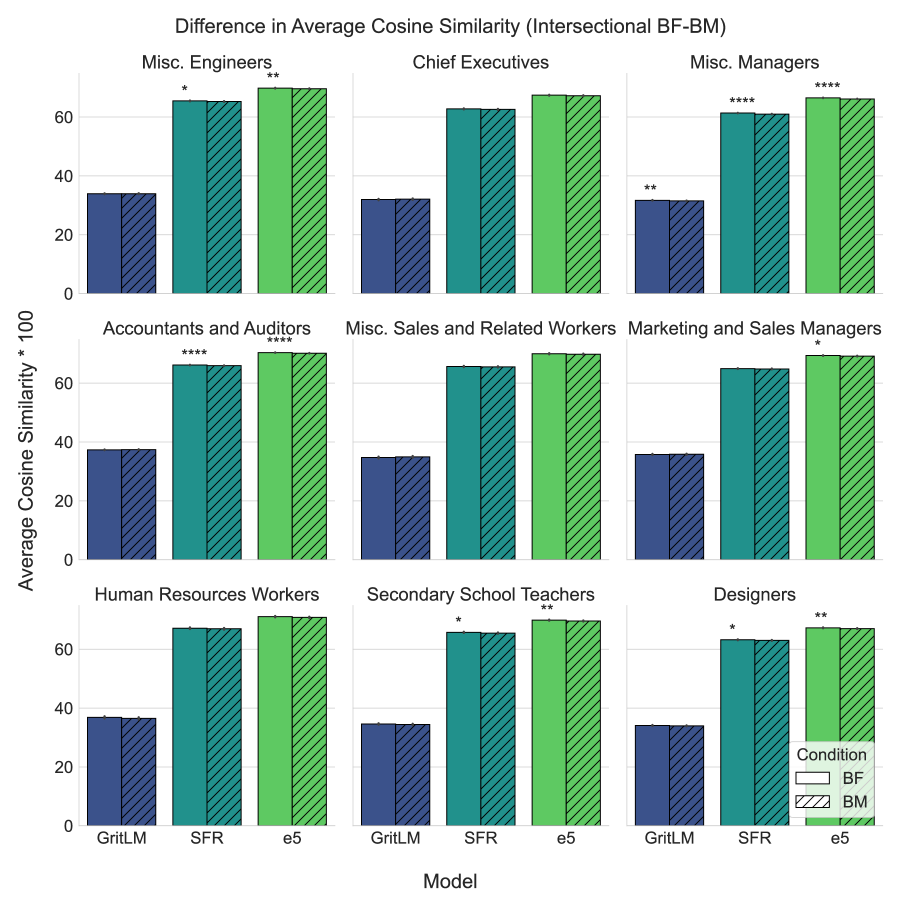 Difference in Average Cosine Similarity (Intersectional BF-BM)
Misc. Engineers
Chief Executives
Misc. Managers
* ** **** ****
60
**
40
20
0
Accountants and Auditors
Misc. Sales and Related Workers
Marketing and Sales Managers
**** **** *
60
40
20
0
Human Resources Workers
Secondary School Teachers
Designers
* ** * **
60
40
20
0
Average Cosine Similarity * 100
Condition
BF
BM
GritLM SFR e5
GritLM SFR e5
GritLM SFR e5
Model